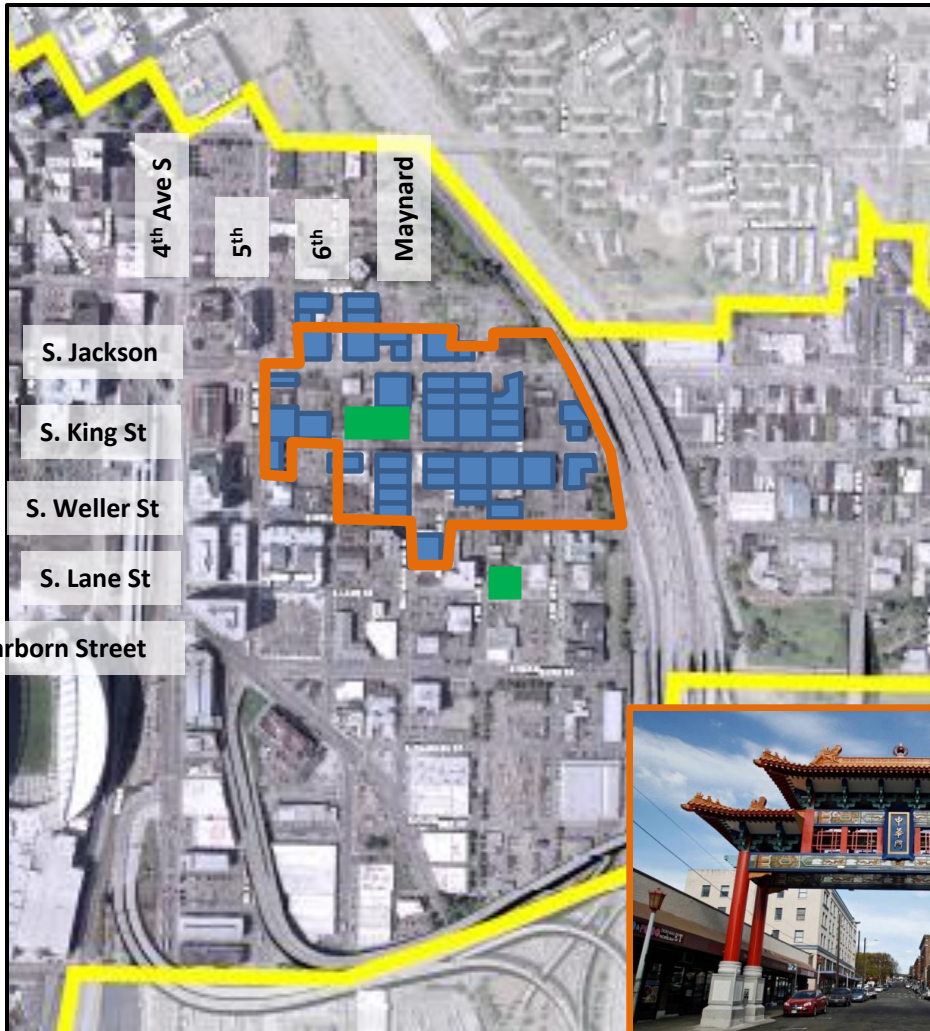 4th Ave S
5th
6th
Maynard
S. Jackson
S. King St
S. Weller St
S. Lane St
arborn Street
中華門